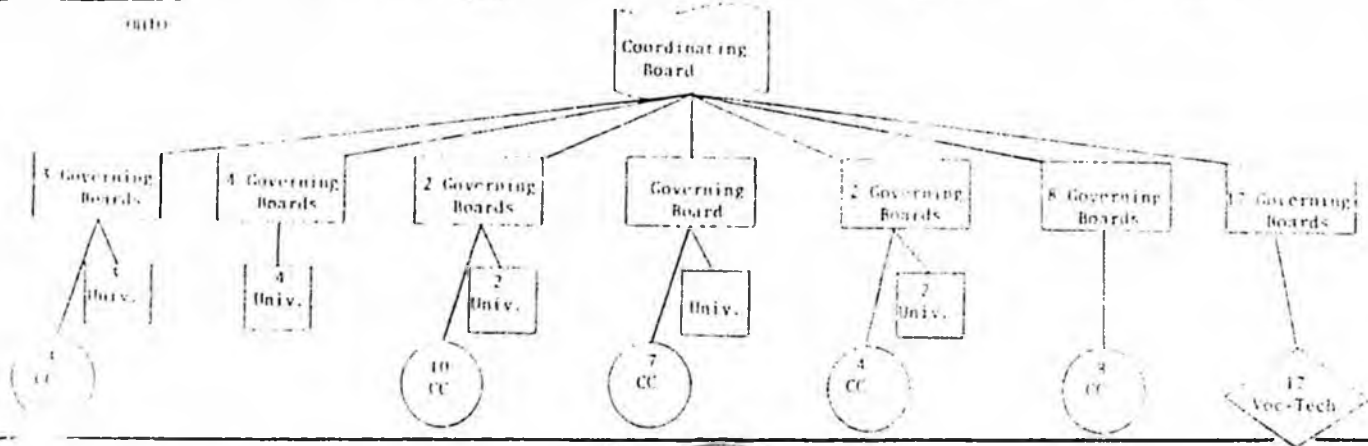 Coordinating
Board
3 Governing
Boards
4 Governing
Boards
2 Governing
Boards
Governing
Board
2 Governing
Boards
8 Governing
Boards
17 Governing
Boards
3
Univ.
4
Univ.
2
Univ.
Univ.
2
Univ.
CC
10
CC
7
CC
4
CC
8
CC
17
Voc-Tech